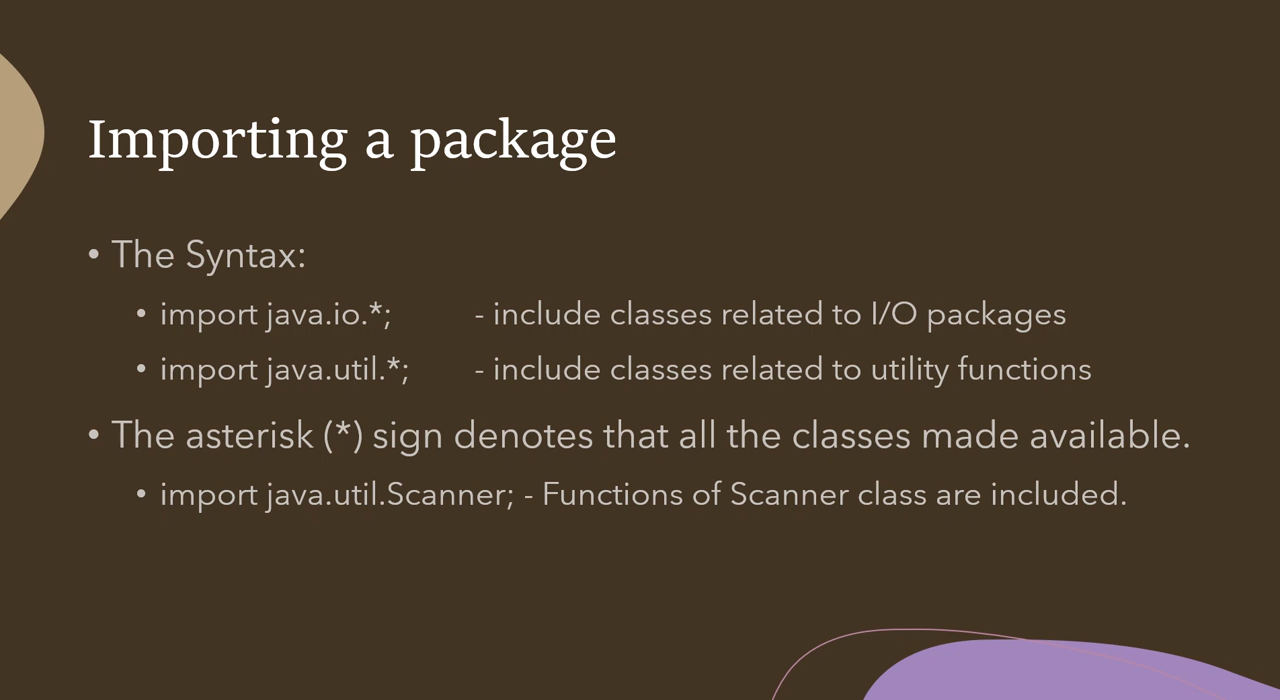 Importing a package
• The Syntax:
• import java.io.*; - include classes related to I/O packages
• import java.util.*; - include classes related to utility functions
• The asterisk (*) sign denotes that all the classes made available.
• import java.util.Scanner; - Functions of Scanner class are included.